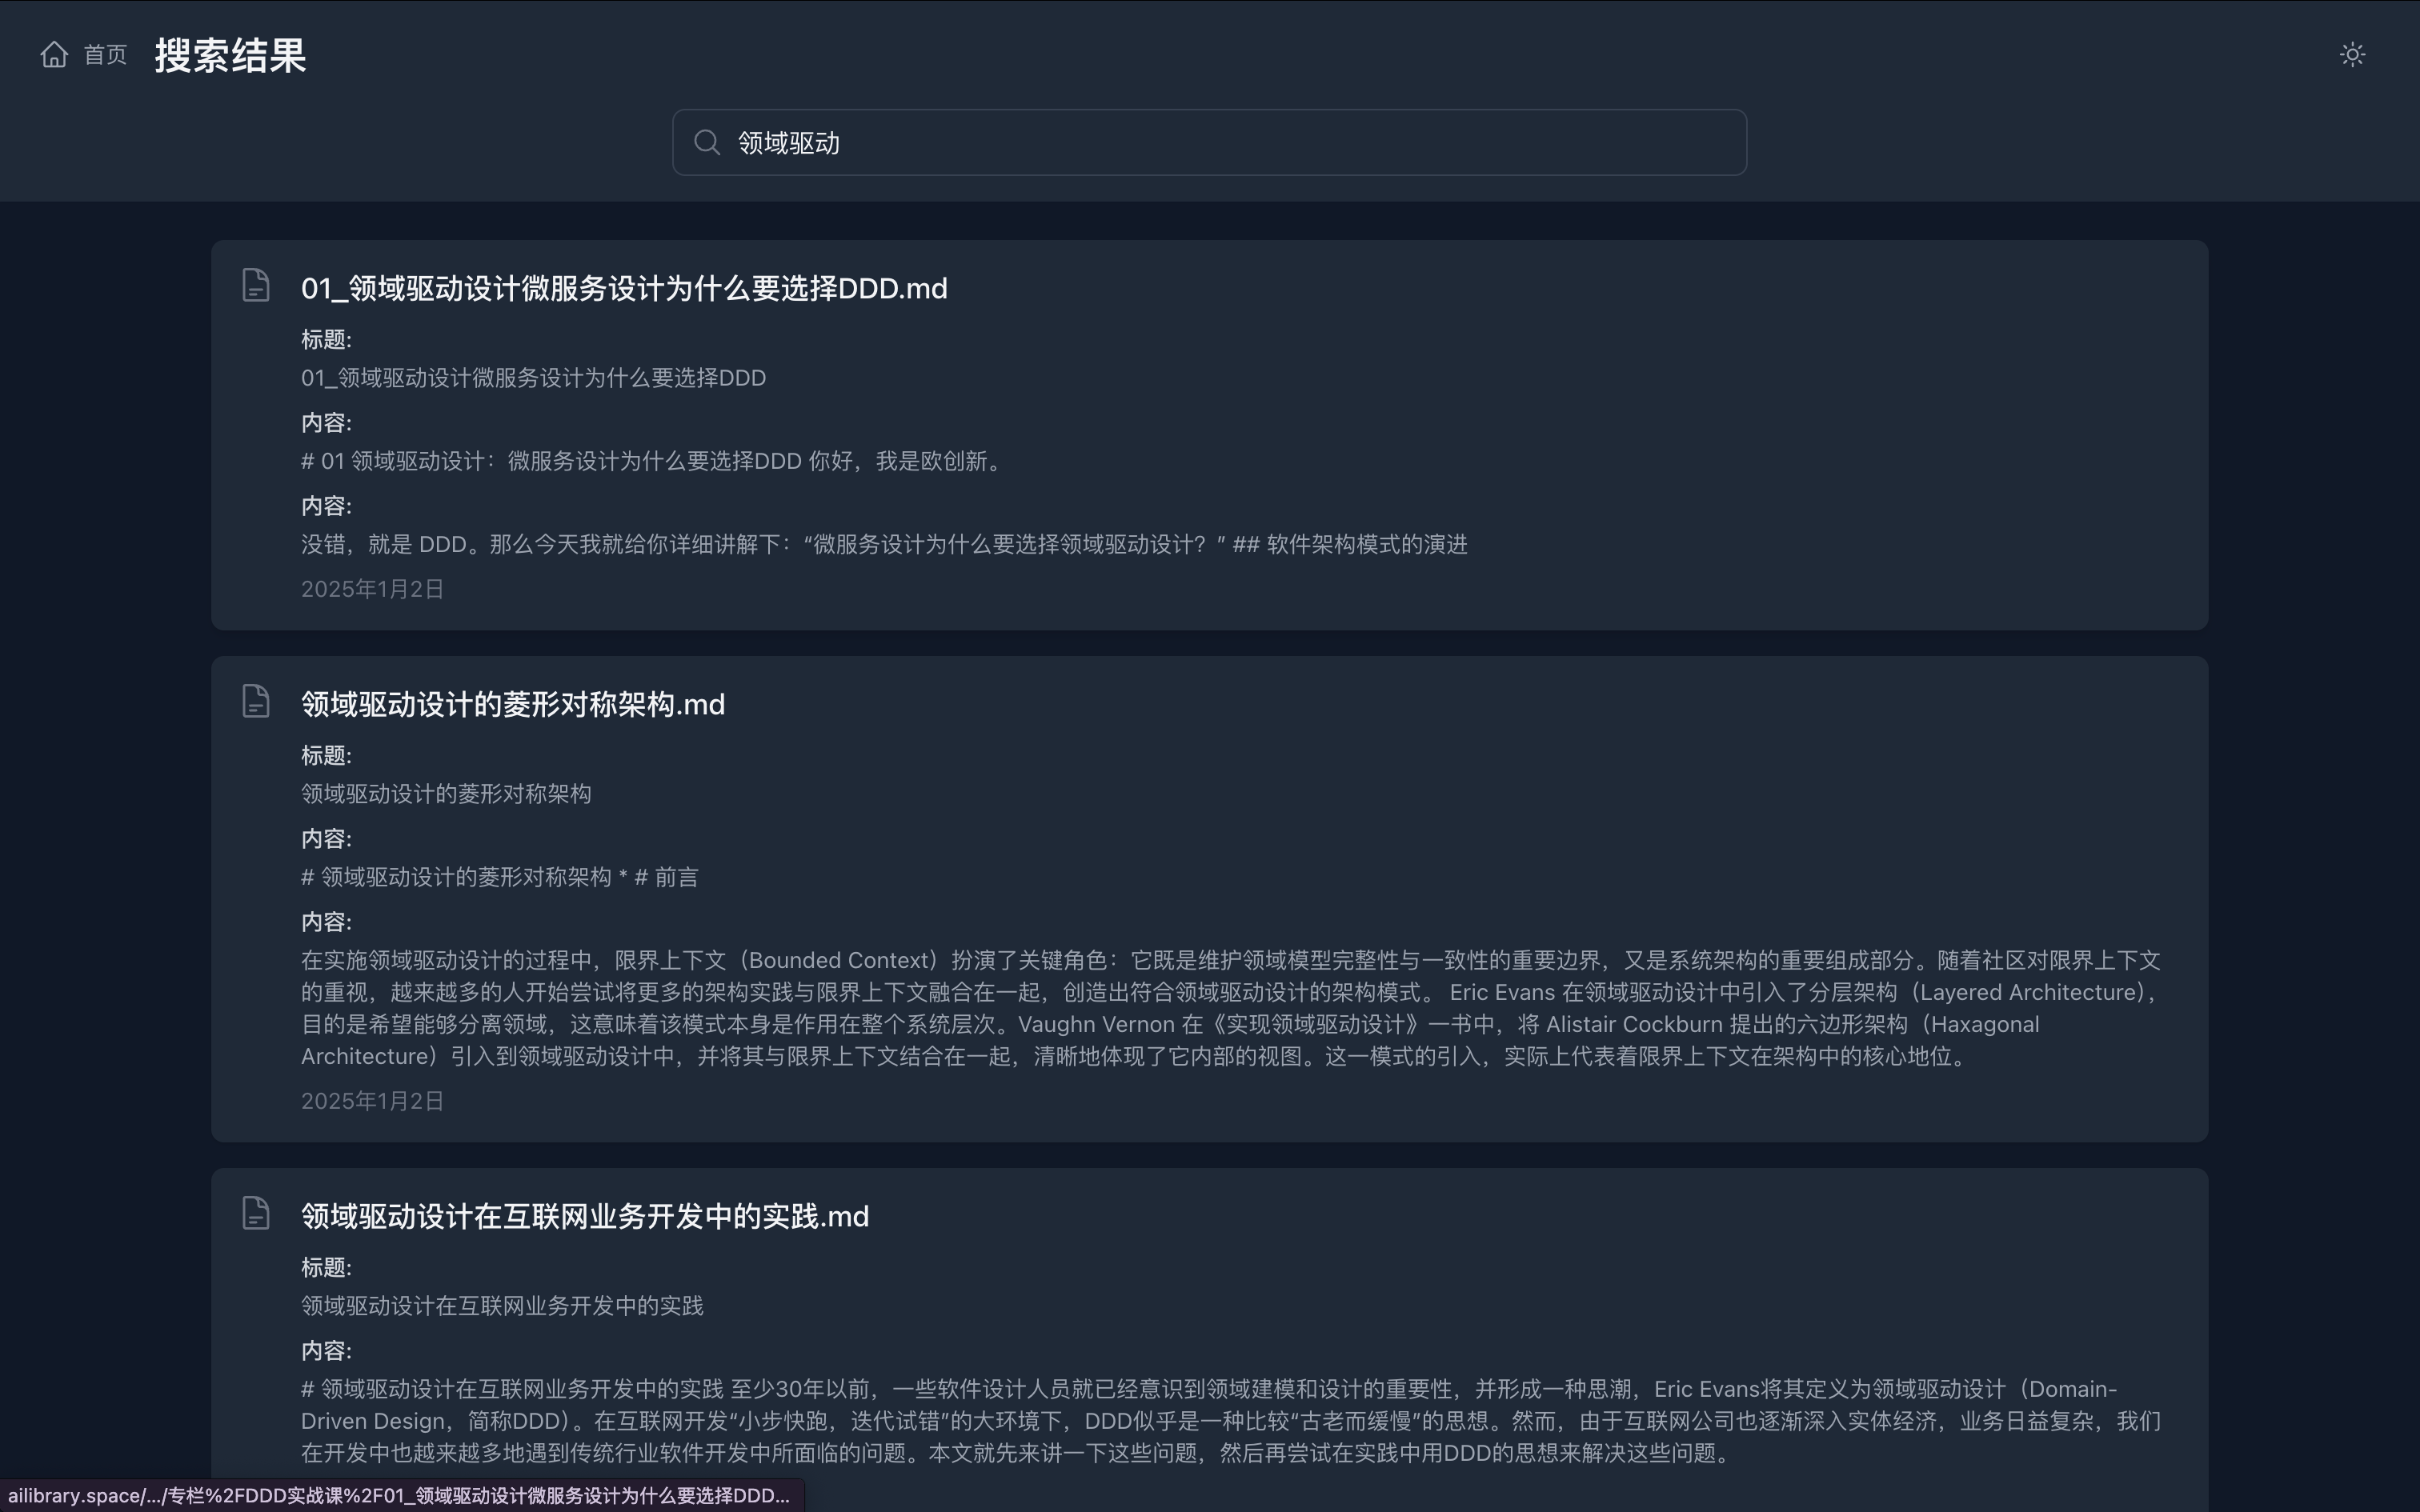 首页 搜索结果
领域驱动
01_领域驱动设计微服务设计为什么要选择DDD.md
标题:
01_领域驱动设计微服务设计为什么要选择DDD
内容:
# 01 领域驱动设计：微服务设计为什么要选择DDD 你好，我是欧创新。
内容:
没错，就是 DDD。那么今天我就给你详细讲解下：“微服务设计为什么要选择领域驱动设计？” ## 软件架构模式的演进
2025年1月2日
领域驱动设计的菱形对称架构.md
标题:
领域驱动设计的菱形对称架构
内容:
# 领域驱动设计的菱形对称架构 * # 前言
内容:
在实施领域驱动设计的过程中，限界上下文（Bounded Context）扮演了关键角色：它既是维护领域模型完整性与一致性的重要边界，又是系统架构的重要组成部分。随着社区对限界上下文
的重视，越来越多的人开始尝试将更多的架构实践与限界上下文融合在一起，创造出符合领域驱动设计的架构模式。 Eric Evans 在领域驱动设计中引入了分层架构（Layered Architecture），
目的是希望能够分离领域，这意味着该模式本身是作用在整个系统层次。Vaughn Vernon 在《实现领域驱动设计》一书中，将 Alistair Cockburn 提出的六边形架构（Haxagonal
Architecture）引入到领域驱动设计中，并将其与限界上下文结合在一起，清晰地体现了它内部的视图。这一模式的引入，实际上代表着限界上下文在架构中的核心地位。
2025年1月2日
领域驱动设计在互联网业务开发中的实践.md
标题:
领域驱动设计在互联网业务开发中的实践
内容:
# 领域驱动设计在互联网业务开发中的实践 至少30年以前，一些软件设计人员就已经意识到领域建模和设计的重要性，并形成一种思潮，Eric Evans将其定义为领域驱动设计（Domain-
Driven Design，简称DDD）。在互联网开发“小步快跑，迭代试错”的大环境下，DDD似乎是一种比较“古老而缓慢”的思想。然而，由于互联网公司也逐渐深入实体经济，业务日益复杂，我们
在开发中也越来越多地遇到传统行业软件开发中所面临的问题。本文就先来讲一下这些问题，然后再尝试在实践中用DDD的思想来解决这些问题。
ailibrary.space/.../专栏%2FDDD实战课%2F01_领域驱动设计微服务设计为什么要选择DDD...